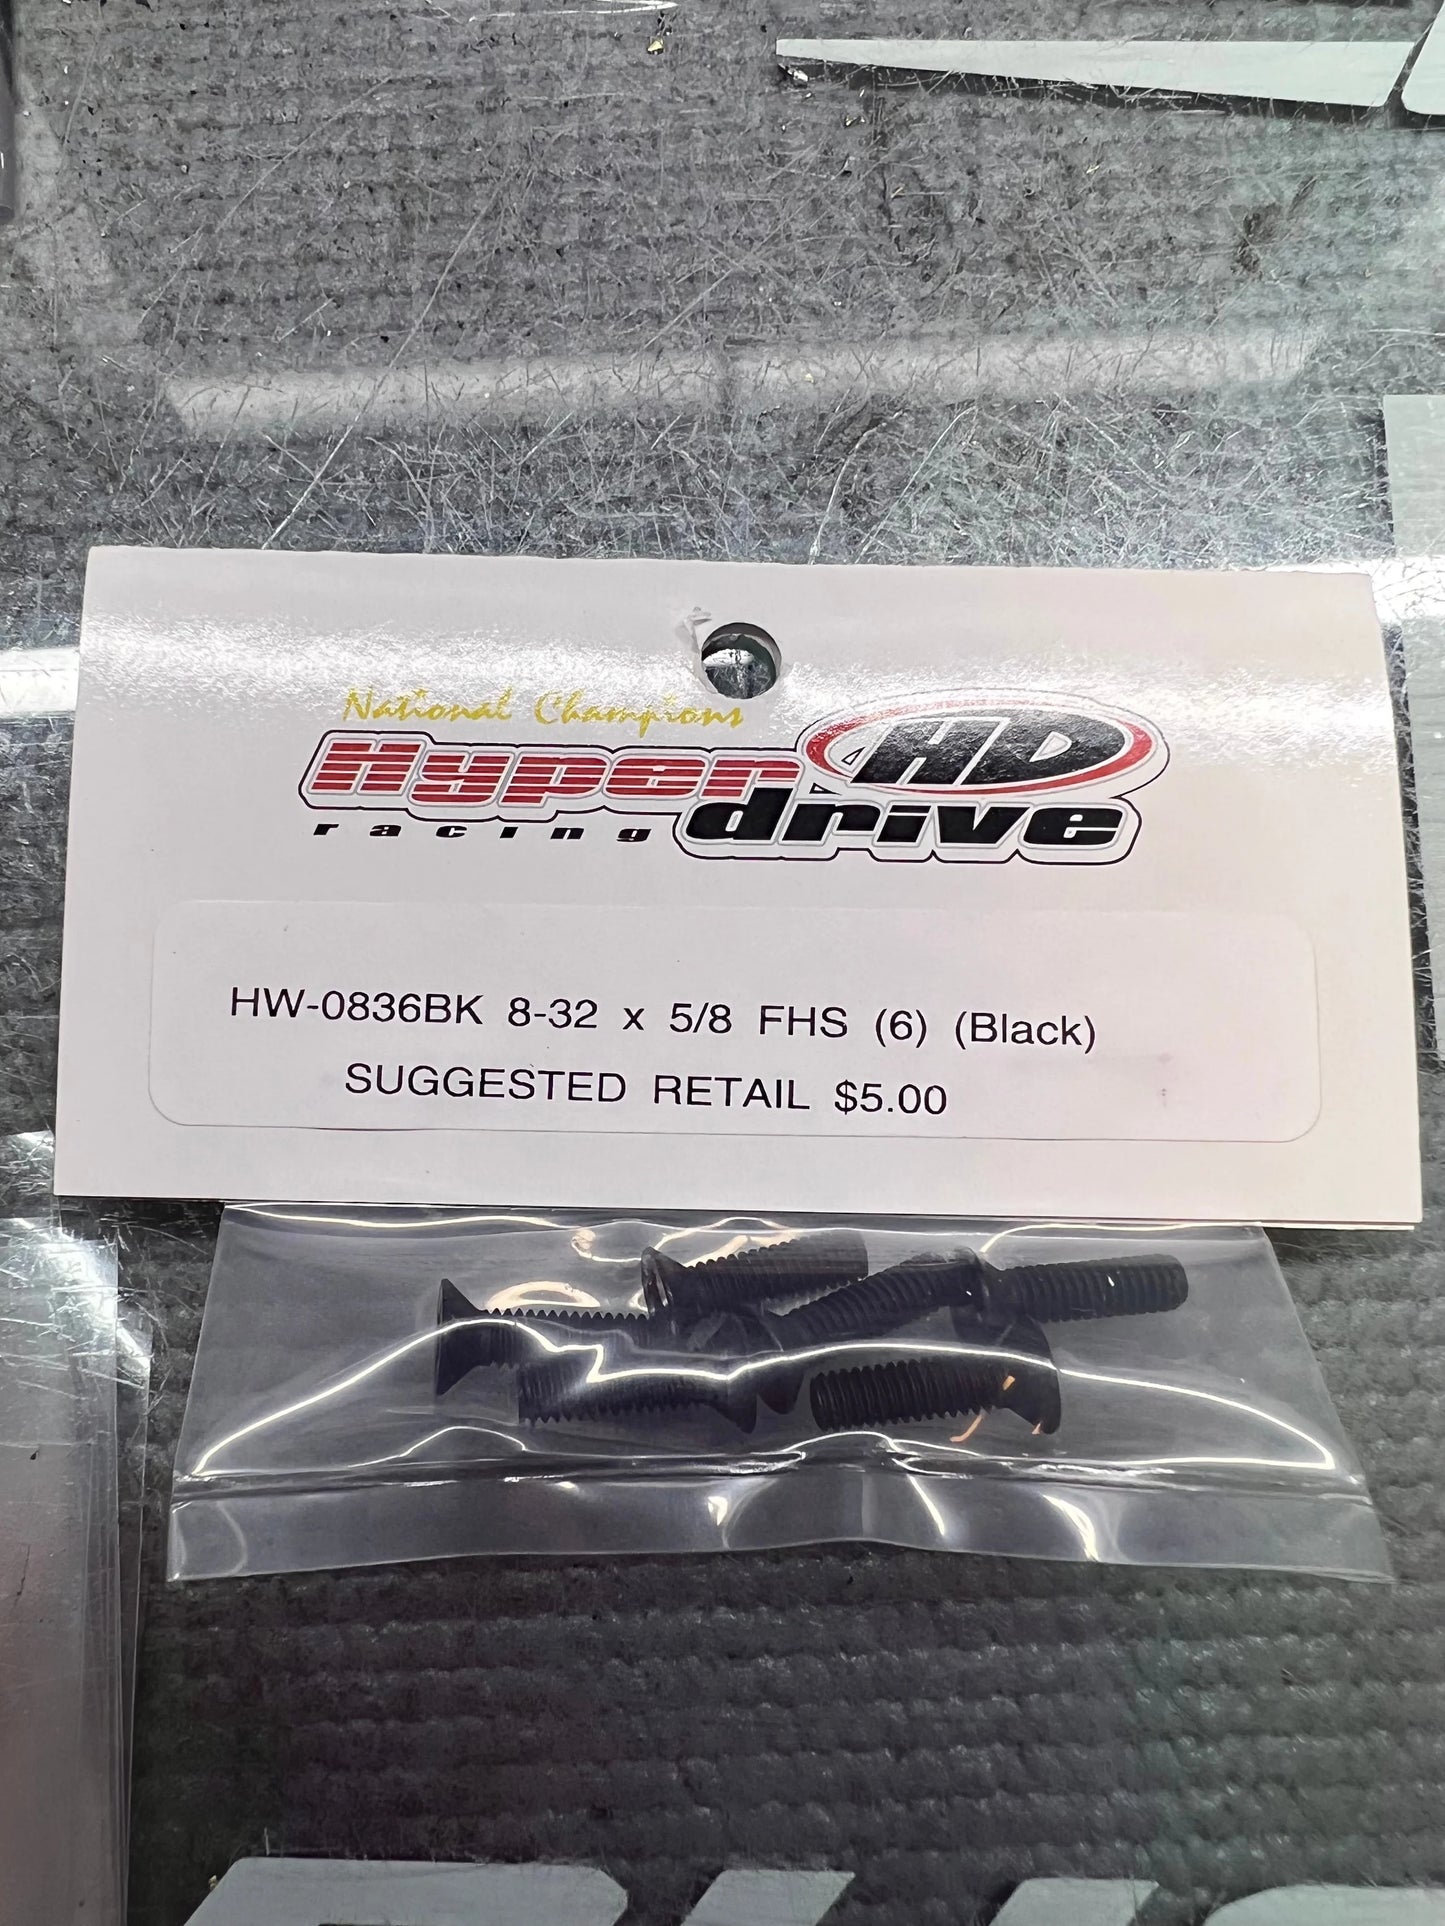 National Champions
HD
Hyper
racing drive
HW-0836BK 8-32 x 5/8 FHS (6) (Black)
SUGGESTED RETAIL $5.00